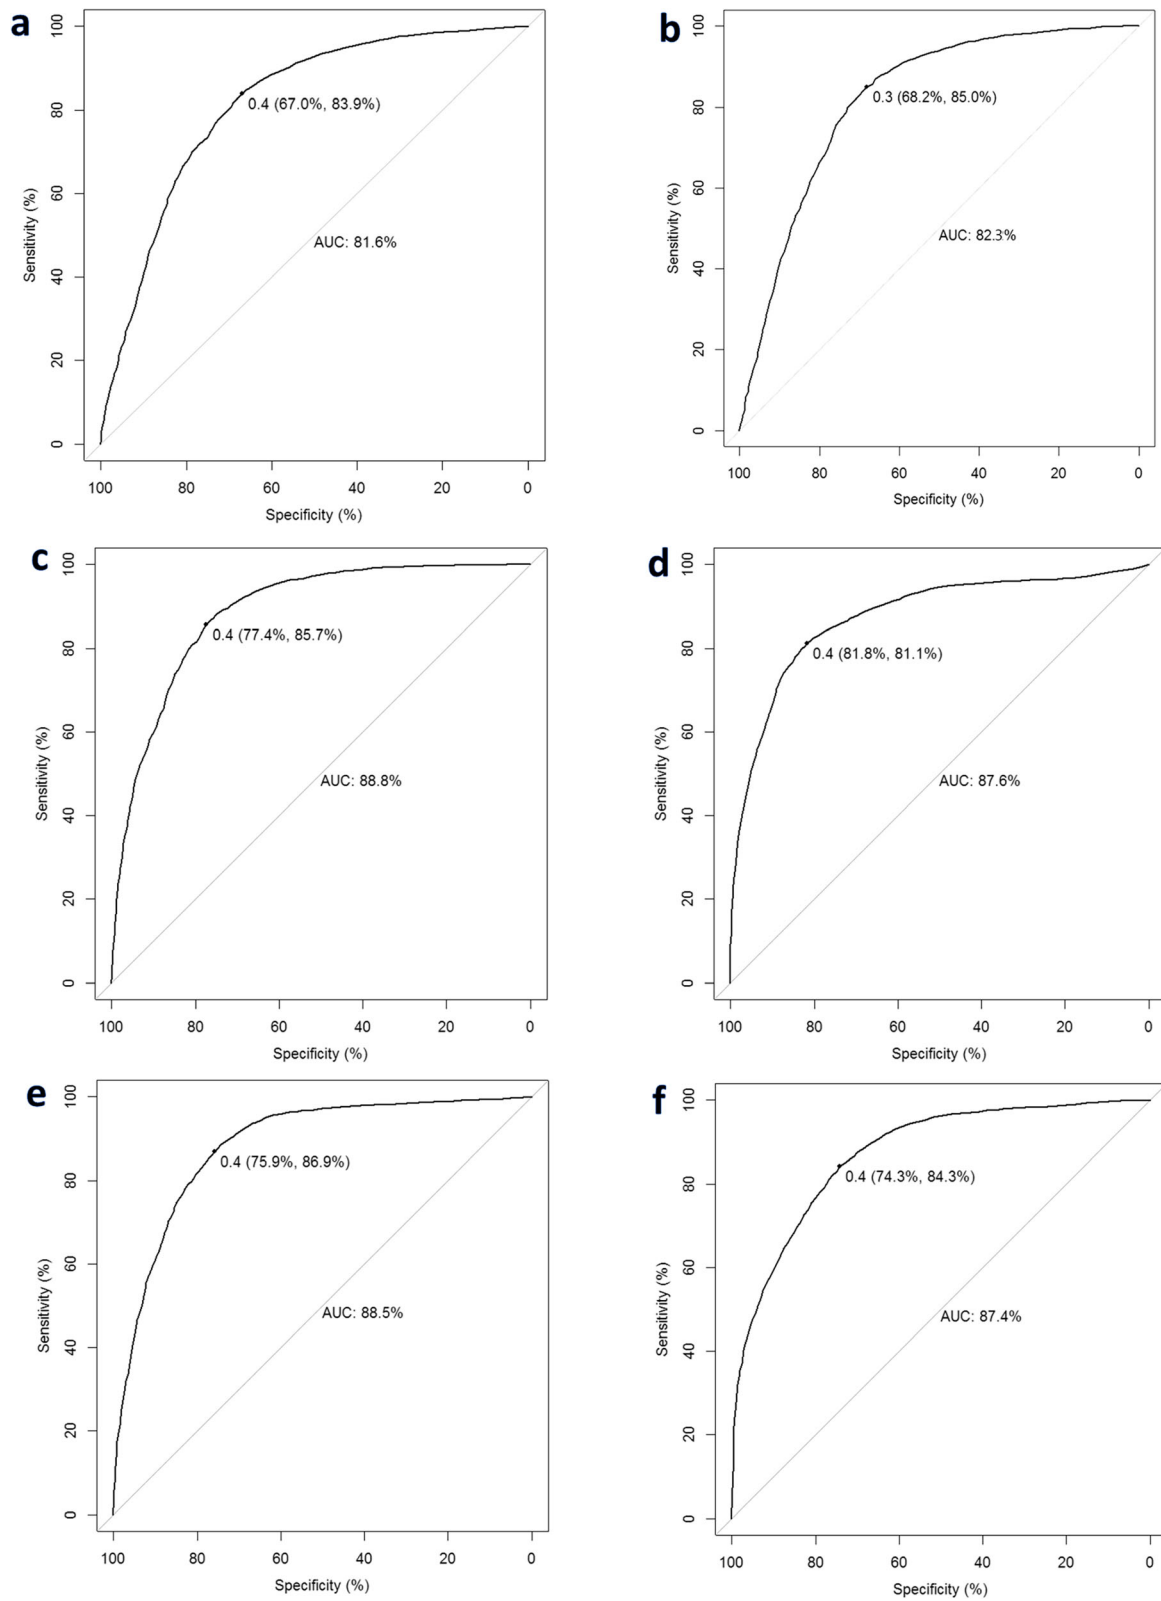 a
100
80
60
40
20
0
Sensitivity (%)
0.4 (67.0%, 83.9%)
AUC: 81.6%
100 80 60 40 20 0
Specificity (%)
b
100
80
60
40
20
0
Sensitivity (%)
0.3 (68.2%, 85.0%)
AUC: 82.3%
100 80 60 40 20 0
Specificity (%)
c
100
80
60
40
20
0
Sensitivity (%)
0.4 (77.4%, 85.7%)
AUC: 88.8%
100 80 60 40 20 0
Specificity (%)
d
100
80
60
40
20
0
Sensitivity (%)
0.4 (81.8%, 81.1%)
AUC: 87.6%
100 80 60 40 20 0
Specificity (%)
e
100
80
60
40
20
0
Sensitivity (%)
0.4 (75.9%, 86.9%)
AUC: 88.5%
100 80 60 40 20 0
Specificity (%)
f
100
80
60
40
20
0
Sensitivity (%)
0.4 (74.3%, 84.3%)
AUC: 87.4%
100 80 60 40 20 0
Specificity (%)